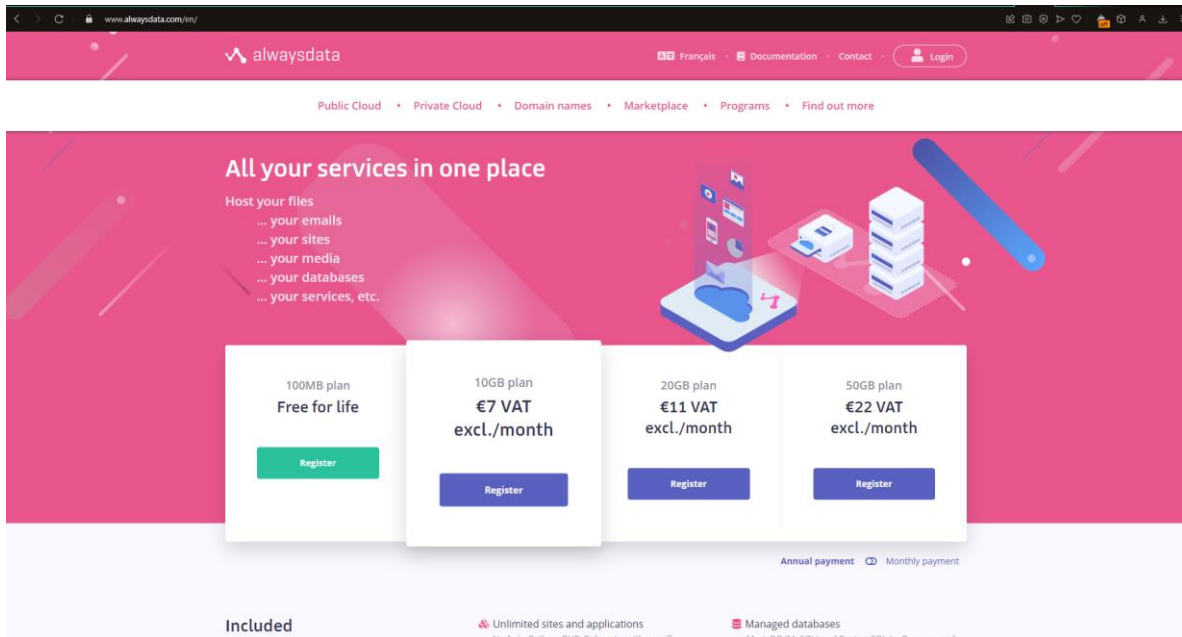 www.alwaysdata.com/en/
alwaysdata
Français
Documentation
Contact
Login
Public Cloud • Private Cloud • Domain names • Marketplace • Programs • Find out more
All your services in one place
Host your files
... your emails
... your sites
... your media
... your databases
... your services, etc.
100MB plan
Free for life
Register
10GB plan
€7 VAT
excl./month
Register
20GB plan
€11 VAT
excl./month
Register
50GB plan
€22 VAT
excl./month
Register
Annual payment
Monthly payment
Included
Unlimited sites and applications
Managed databases